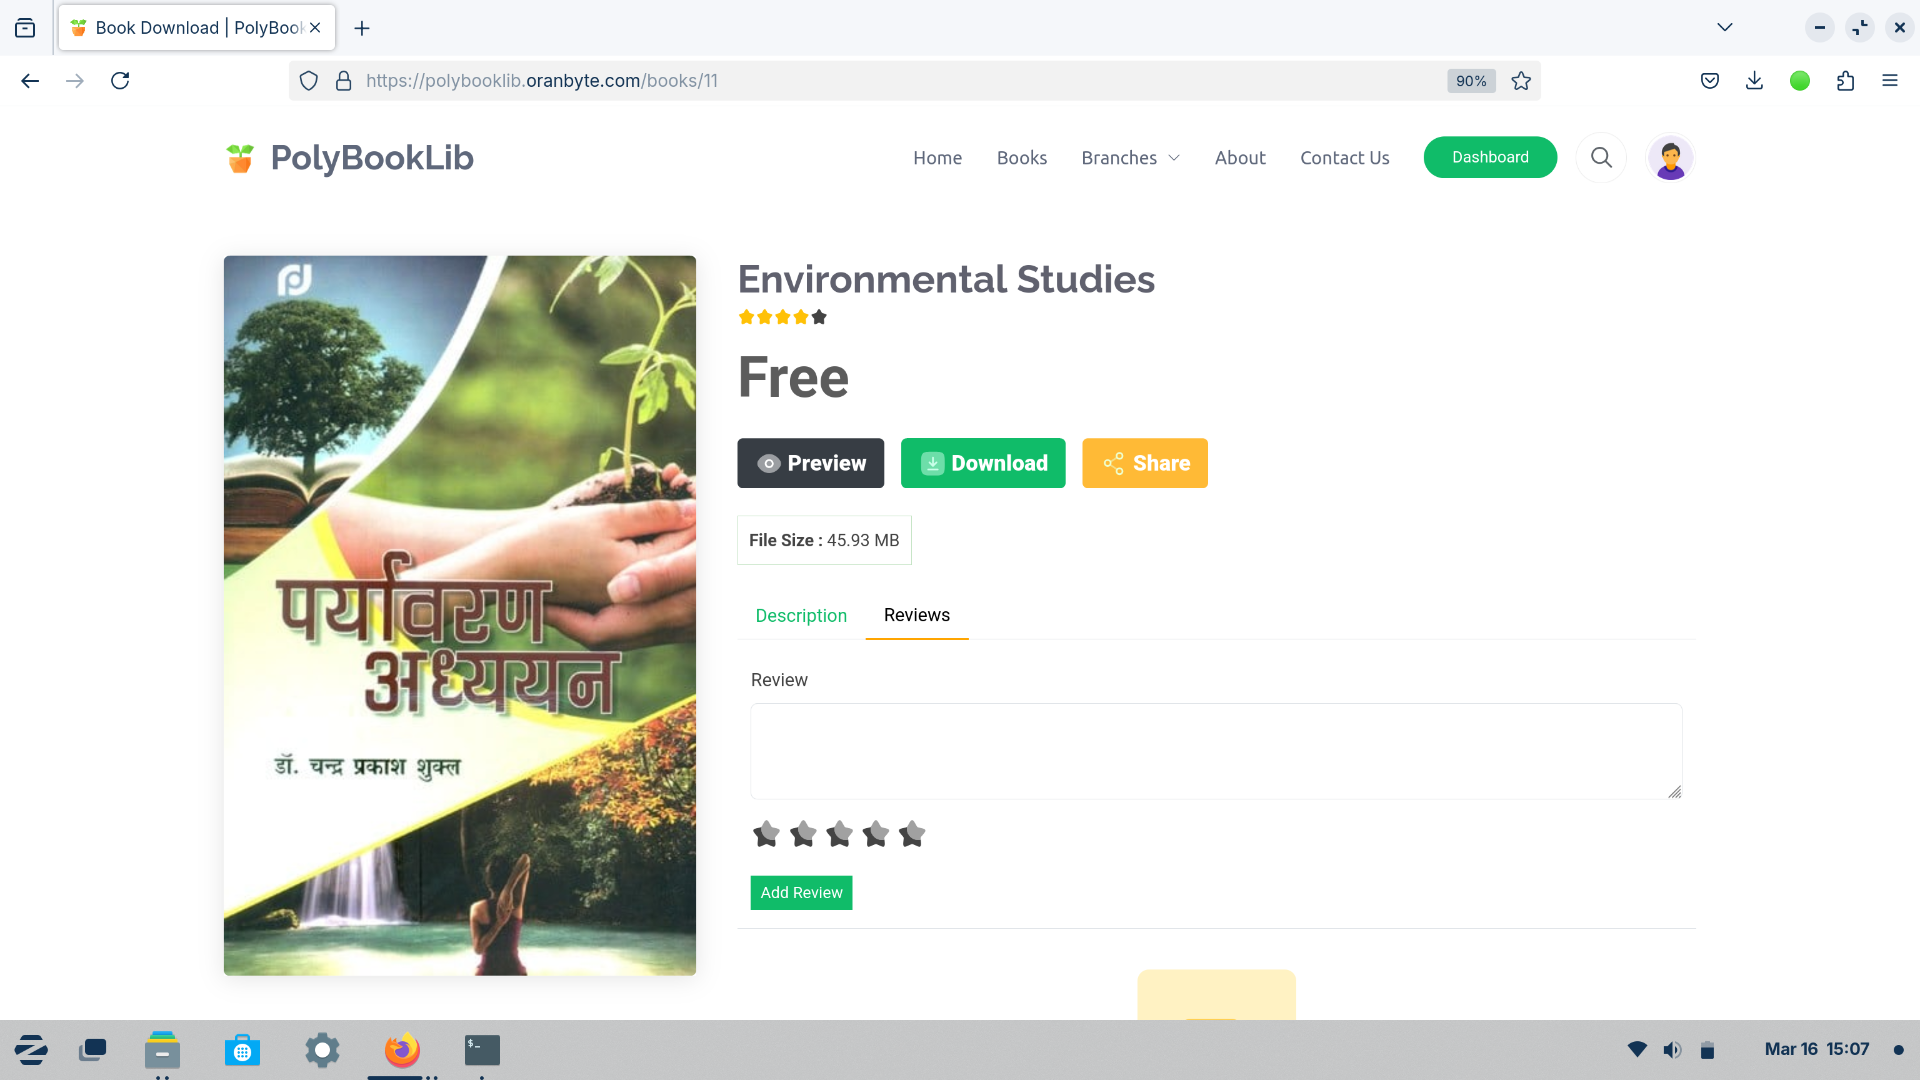 Book Download | PolyBook
https://polybooklib.oranbyte.com/books/11
90%
PolyBookLib
Home
Books
Branches
About
Contact Us
Dashboard
पर्यावरण
अध्ययन
डॉ. चन्द्र प्रकाश शुक्ल
Environmental Studies
Free
Preview
Download
Share
File Size : 45.93 MB
Description
Reviews
Review
Add Review
$_
Mar 16 15:07